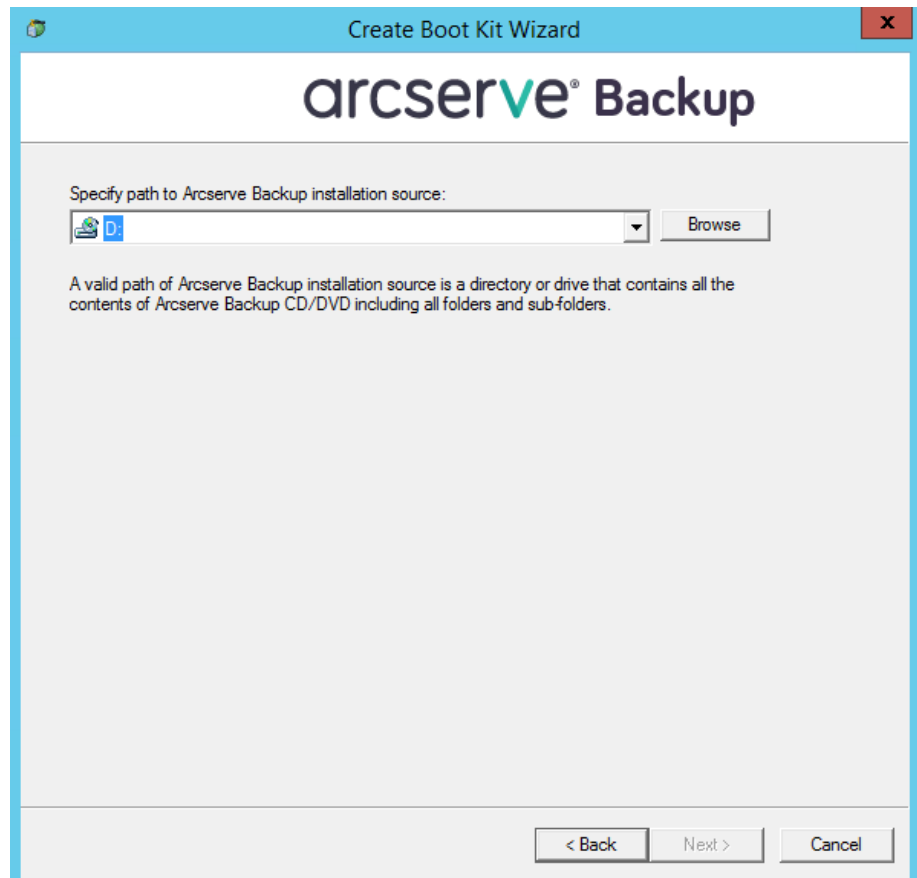 Create Boot Kit Wizard
x
arcserve® Backup
Specify path to Arcserve Backup installation source:
D:
Browse
A valid path of Arcserve Backup installation source is a directory or drive that contains all the
contents of Arcserve Backup CD/DVD including all folders and sub-folders.
< Back Next > Cancel